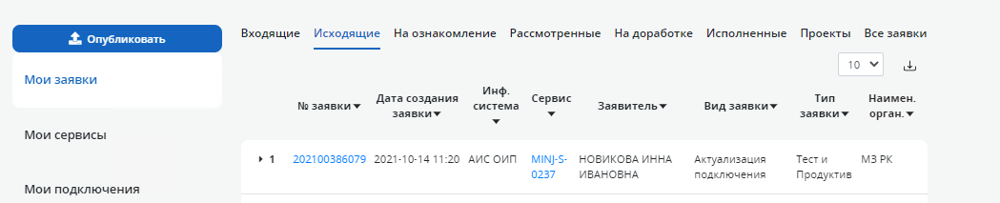 Опубликовать
Мои заявки
Мои сервисы
Мои подключения
Входящие Исходящие На ознакомление Рассмотренные На доработке Исполненные Проекты Все заявки
10
№ заявки Дата создания заявки Инф. система Сервис Заявитель Вид заявки Тип заявки Наимен. орган.
1 202100386079 2021-10-14 11:20 АИС ОИП MINJ-S- НОВИКОВА ИННА Актуализация Тест и МЗ РК
0237 ИВАНОВНА подключения Продуктив